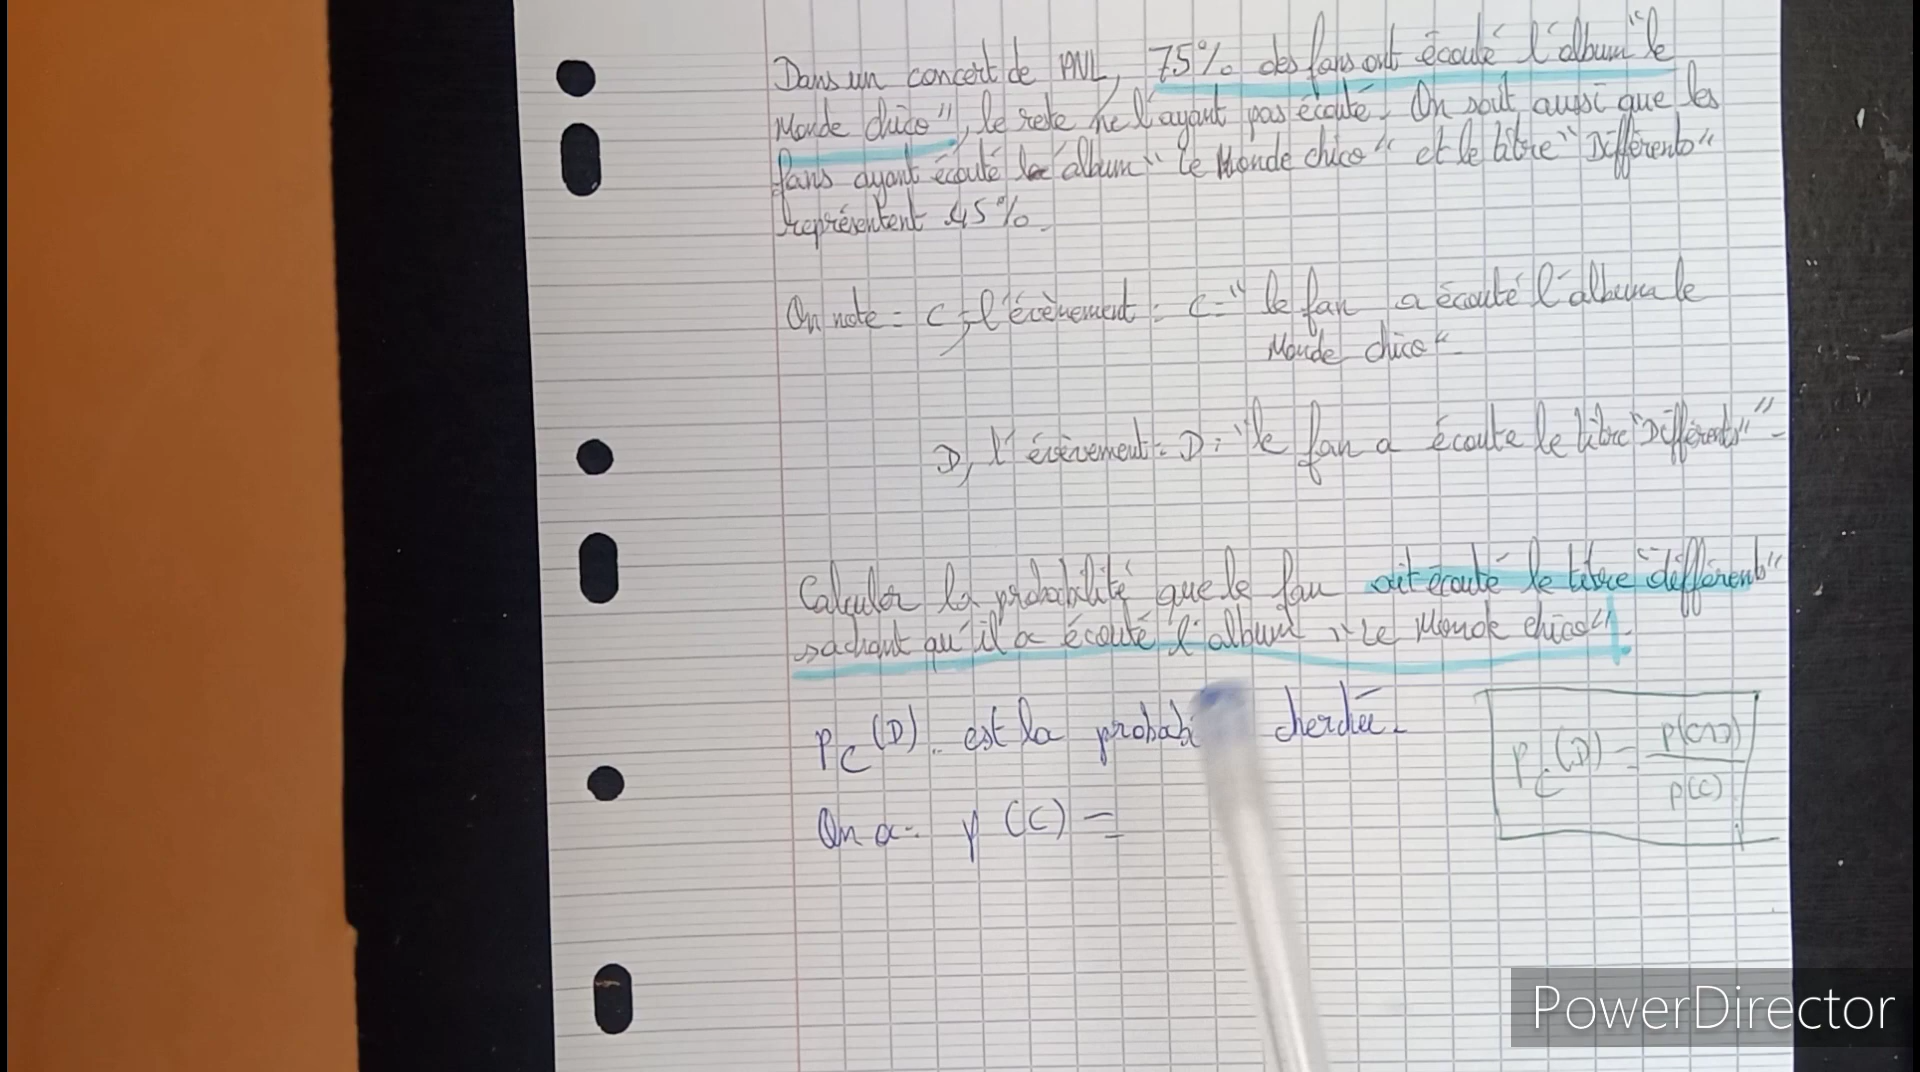 Dans un concert de PNL, 75% des fans ont écouté l'album "le
Monde chico", le reste ne l'ayant pas écouté. On sait aussi que les
fans ayant écouté l'album "Le Monde chico" et le titre "Différents"
représentent 45%.
On note : C, l'évènement : C = "le fan a écouté l'album le
Monde chico"
D, l'évènement : D : "le fan a écouté le titre "Différents"".
Calculer la probabilité que le fan ait écouté le titre "différents"
sachant qu'il a écouté l'album "Le Monde chico".
P_C(D) est la cherchée.
P_C(D) = P(C∩D) / P(C)
On a : p(C) =
PowerDirector